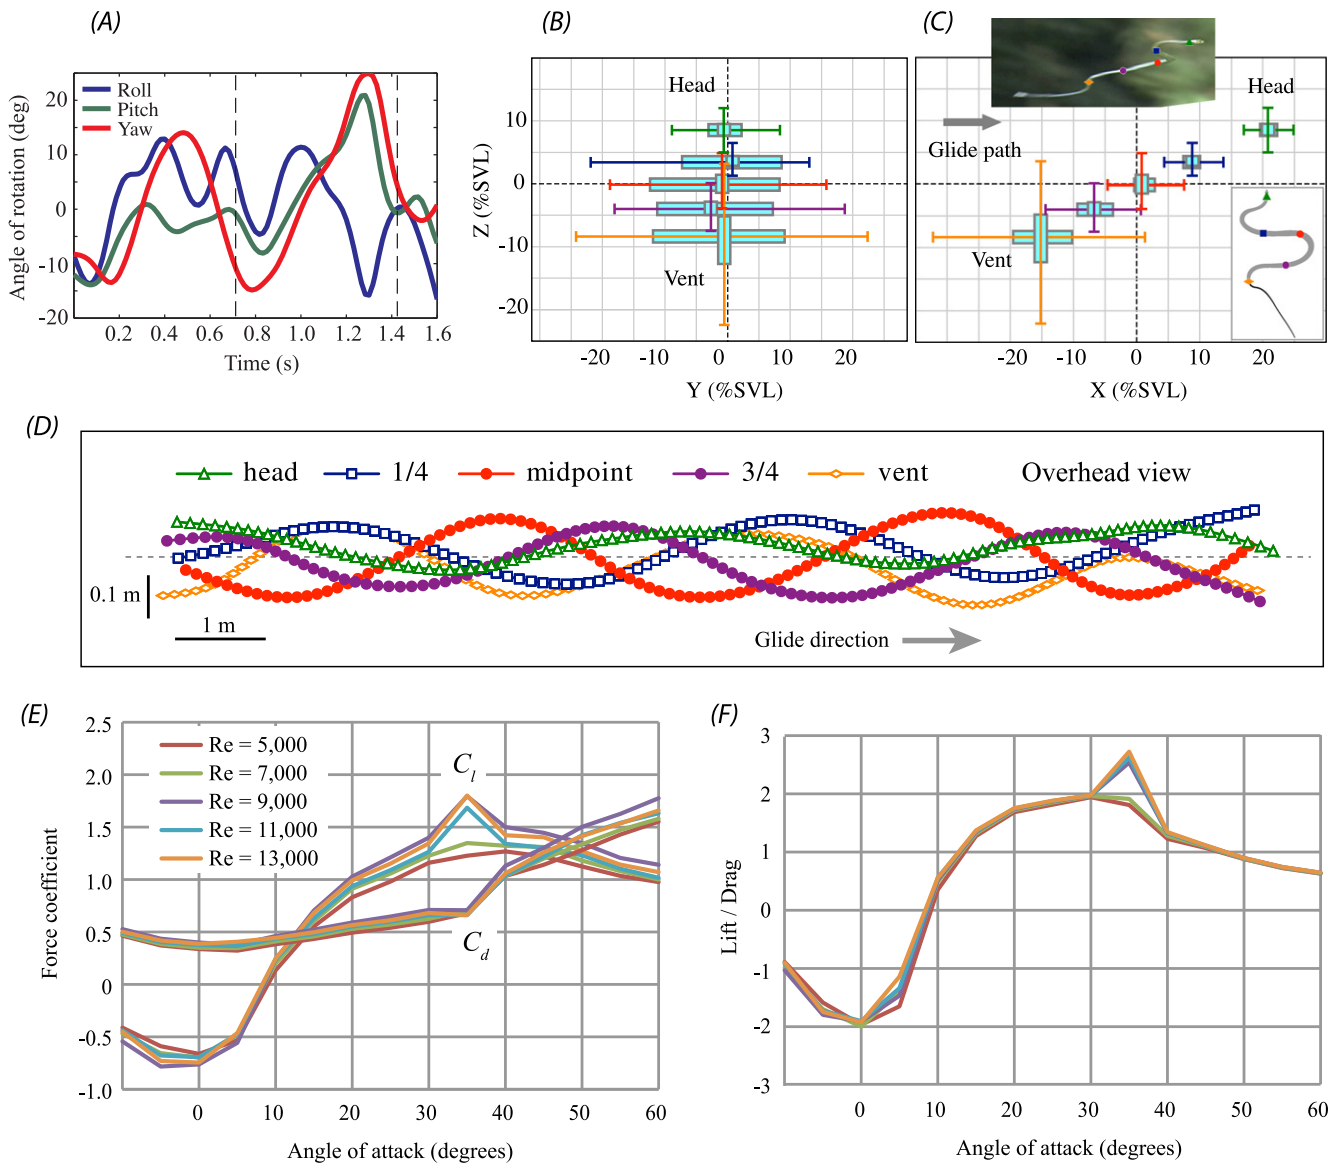 (A)
Angle of rotation (deg)
20
10
0
-10
-20
Roll
Pitch
Yaw
0.2
0.4
0.6
0.8
1.0
1.2
1.4
1.6
Time (s)
(B)
Z (%SVL)
10
0
-10
-20
Head
Vent
-20
-10
0
10
20
Y (%SVL)
(C)
Head
10
Glide path
0
-10
Vent
-20
-20
-10
0
10
20
X (%SVL)
(D)
head
1/4
midpoint
3/4
vent
Overhead view
0.1 m
1 m
Glide direction
(E)
Force coefficient
2.5
2.0
1.5
1.0
0.5
0
-0.5
-1.0
Re = 5,000
Re = 7,000
Re = 9,000
Re = 11,000
Re = 13,000
Cl
Cd
0
10
20
30
40
50
60
Angle of attack (degrees)
(F)
Lift / Drag
3
2
1
0
-1
-2
-3
0
10
20
30
40
50
60
Angle of attack (degrees)